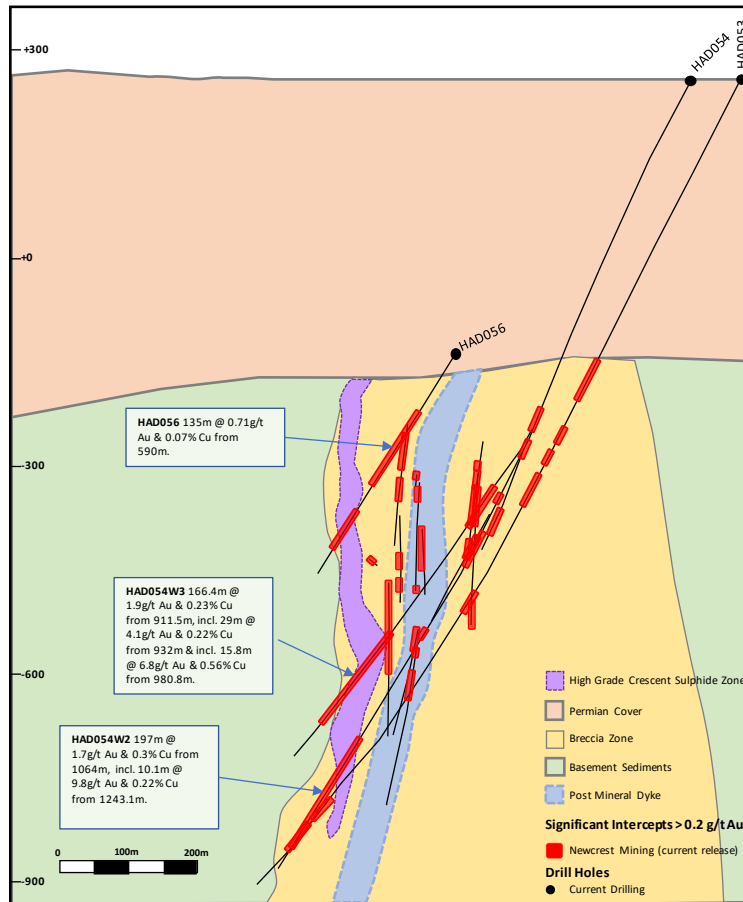 +300
HAD054
HAD053
+0
HAD056
-300
HAD056 135m @ 0.71g/t
Au & 0.07% Cu from
590m.
HAD054W3 166.4m @
1.9g/t Au & 0.23% Cu
from 911.5m, incl. 29m @
4.1g/t Au & 0.22% Cu
from 932m & incl. 15.8m
@ 6.8g/t Au & 0.56% Cu
from 980.8m.
-600
HAD054W2 197m @
1.7g/t Au & 0.3% Cu from
1064m, incl. 10.1m @
9.8g/t Au & 0.22% Cu
from 1243.1m.
0 100m 200m
-900
High Grade Crescent Sulphide Zone
Permian Cover
Breccia Zone
Basement Sediments
Post Mineral Dyke
Significant Intercepts > 0.2 g/t Au
Newcrest Mining (current release)
Drill Holes
Current Drilling